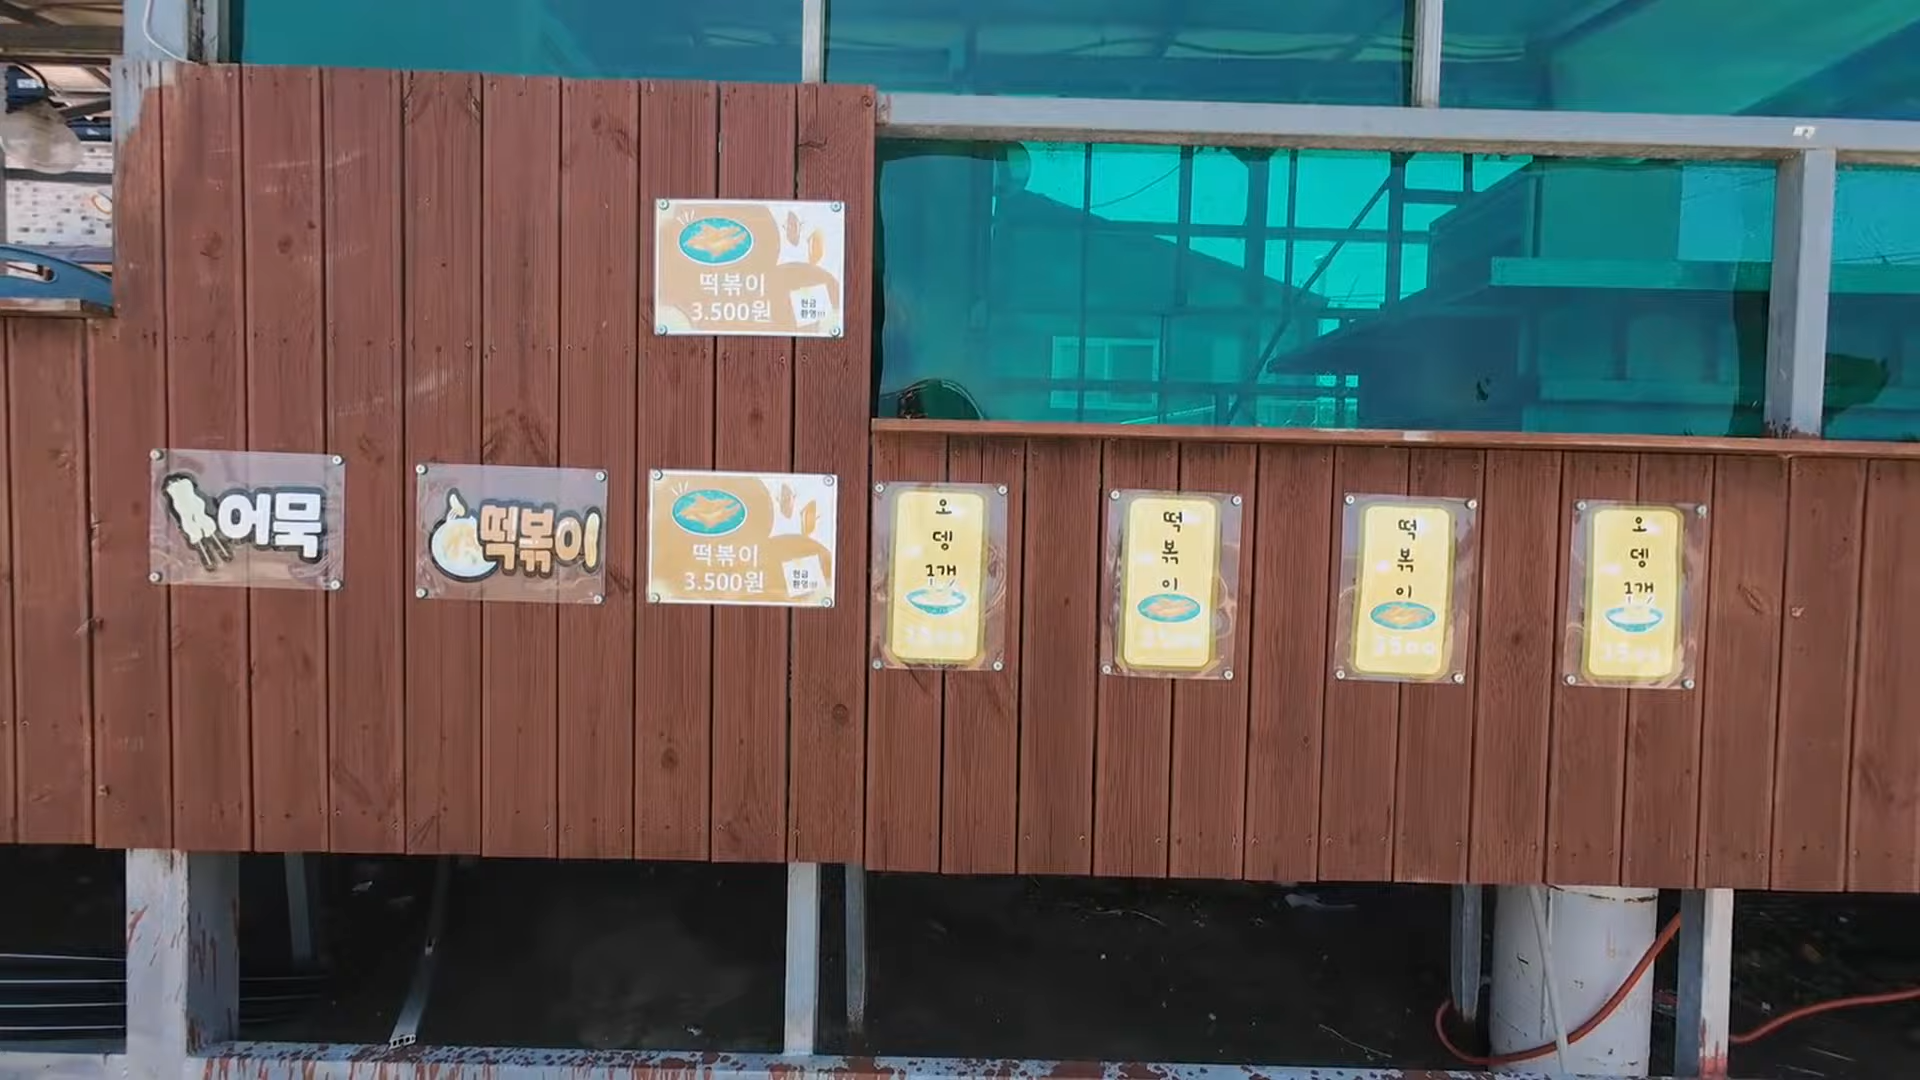 떡볶이
3.500원
현금
환영!!!
어묵
떡볶이
떡볶이
3.500원
현금
환영!!!
오
뎅
1개
떡
볶
이
떡
볶
이
3500
오
뎅
1개